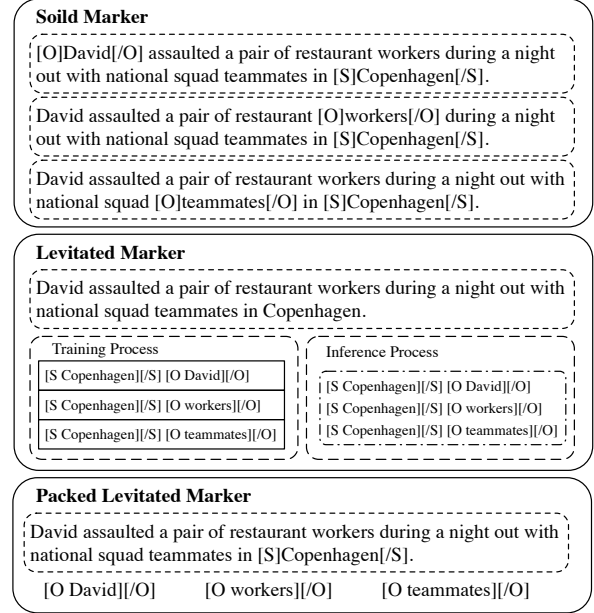 Soild Marker
[O]David[/O] assaulted a pair of restaurant workers during a night
out with national squad teammates in [S]Copenhagen[/S].
David assaulted a pair of restaurant [O]workers[/O] during a night
out with national squad teammates in [S]Copenhagen[/S].
David assaulted a pair of restaurant workers during a night out with
national squad [O]teammates[/O] in [S]Copenhagen[/S].
Levitated Marker
David assaulted a pair of restaurant workers during a night out with
national squad teammates in Copenhagen.
Training Process
[S Copenhagen][/S] [O David][/O]
[S Copenhagen][/S] [O workers][/O]
[S Copenhagen][/S] [O teammates][/O]
Inference Process
[S Copenhagen][/S] [O David][/O]
[S Copenhagen][/S] [O workers][/O]
[S Copenhagen][/S] [O teammates][/O]
Packed Levitated Marker
David assaulted a pair of restaurant workers during a night out with
national squad teammates in [S]Copenhagen[/S].
[O David][/O] [O workers][/O] [O teammates][/O]